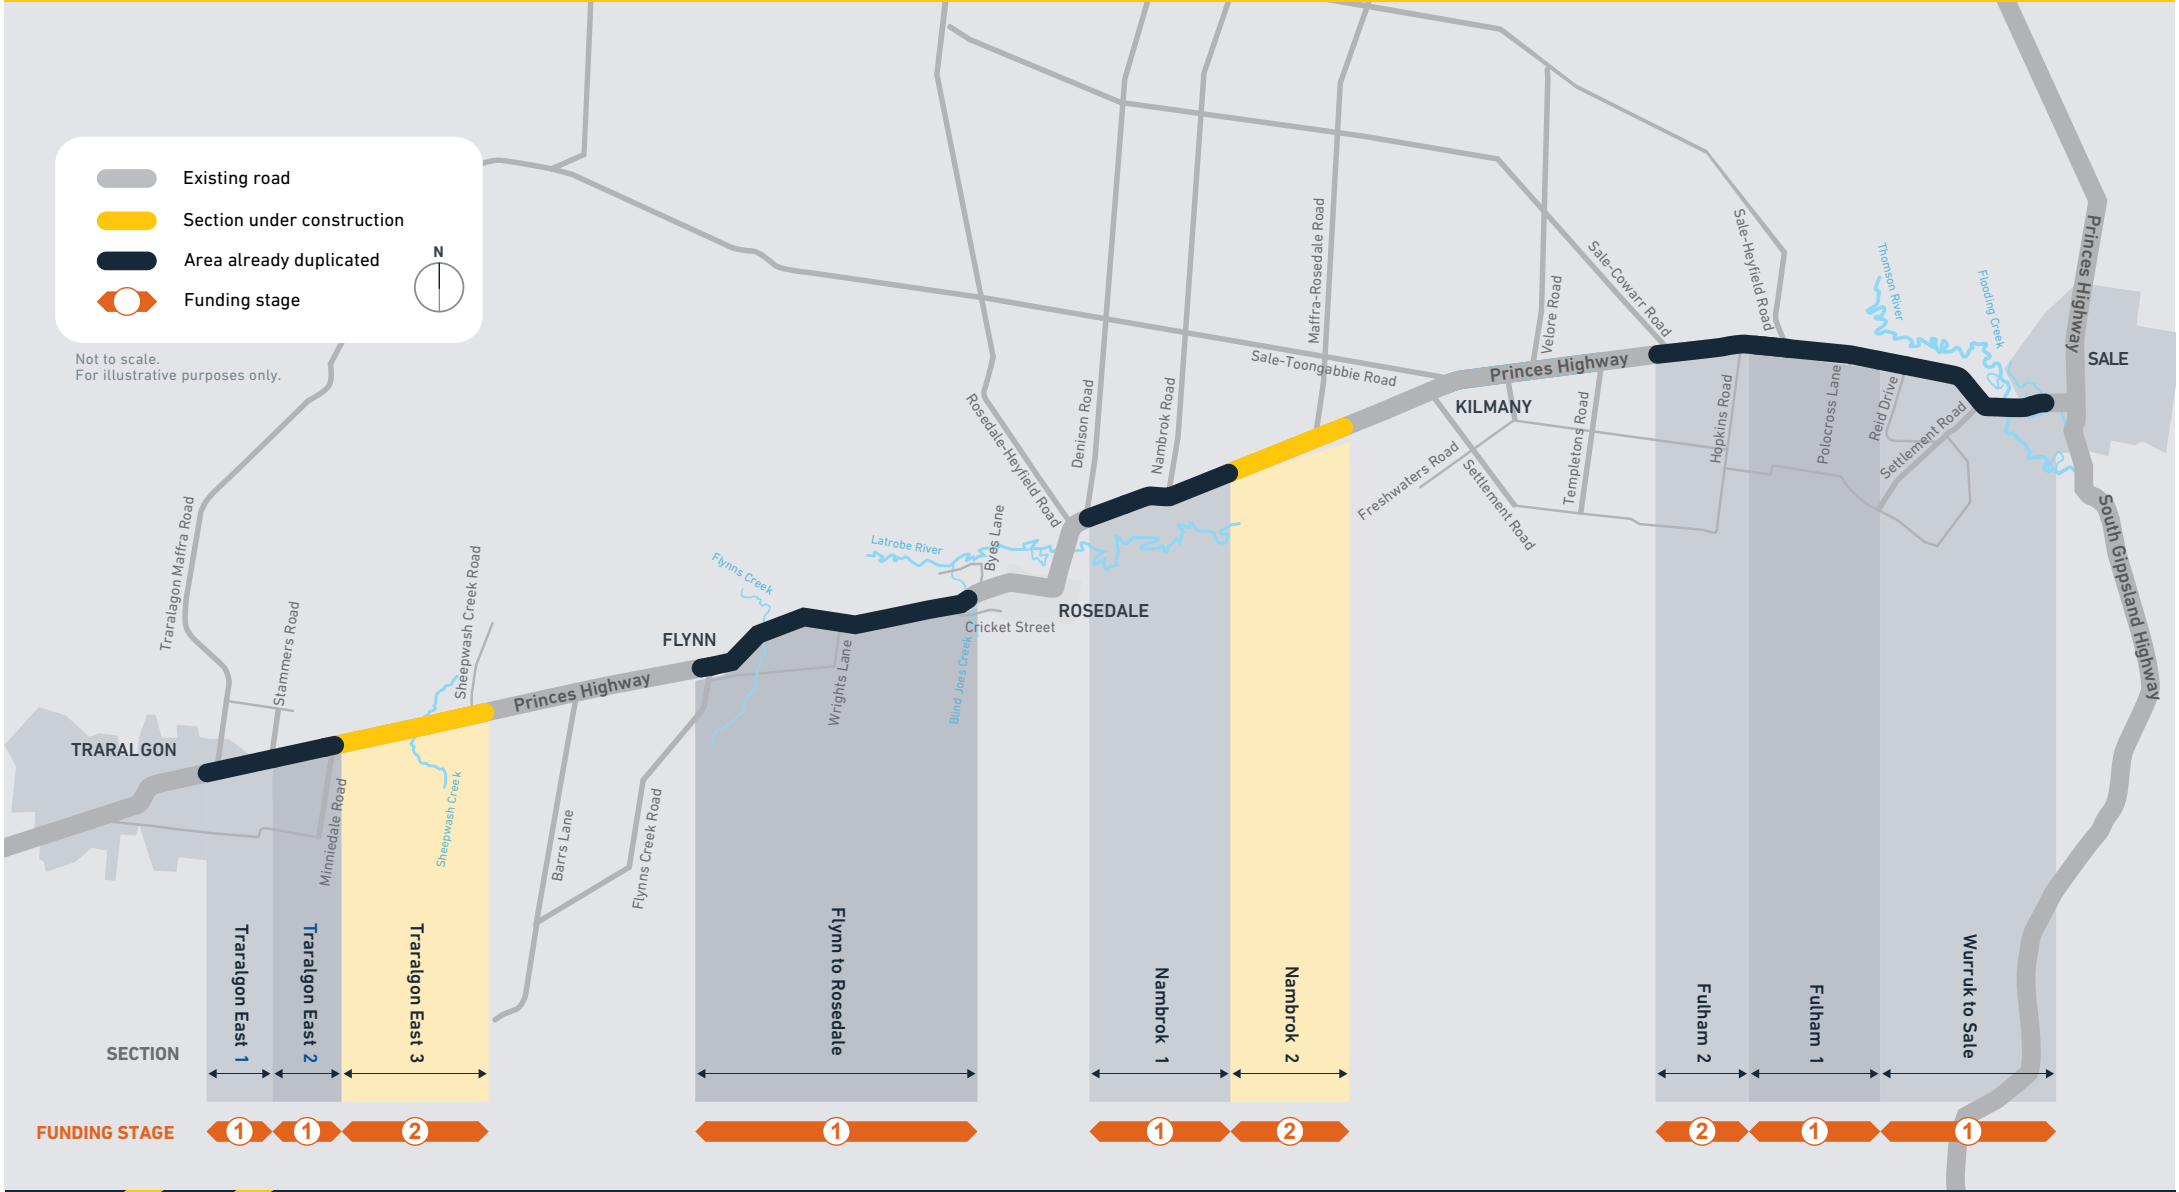 Existing road
Section under construction
Area already duplicated
Funding stage
N
Not to scale.
For illustrative purposes only.
Princes Highway
Thomson River
Flooding Creek
SALE
Sale-Heyfield Road
Sale-Cowarr Road
Velore Road
Maffra-Rosedale Road
Sale-Toongabbie Road
Princes Highway
KILMANY
Hopkins Road
Polocross Lane
Reid Drive
Settlement Road
Templetons Road
Freshwaters Road
Settlement Road
Denison Road
Nambrok Road
Rosedale-Heyfield Road
Byes Lane
Latrobe River
Flynns Creek
ROSEDALE
Cricket Street
Blind Joes Creek
Wrights Lane
FLYNN
Princes Highway
South Gippsland Highway
Traralagon Maffra Road
Stammers Road
Sheepwash Creek Road
TRARALGON
Minniedale Road
Sheepwash Creek
Barrs Lane
Flynns Creek Road
SECTION
Traralgon East 1
Traralgon East 2
Traralgon East 3
Flynn to Rosedale
Nambrok 1
Nambrok 2
Fulham 2
Fulham 1
Wurruk to Sale
FUNDING STAGE
1
1
2
1
1
2
2
1
1